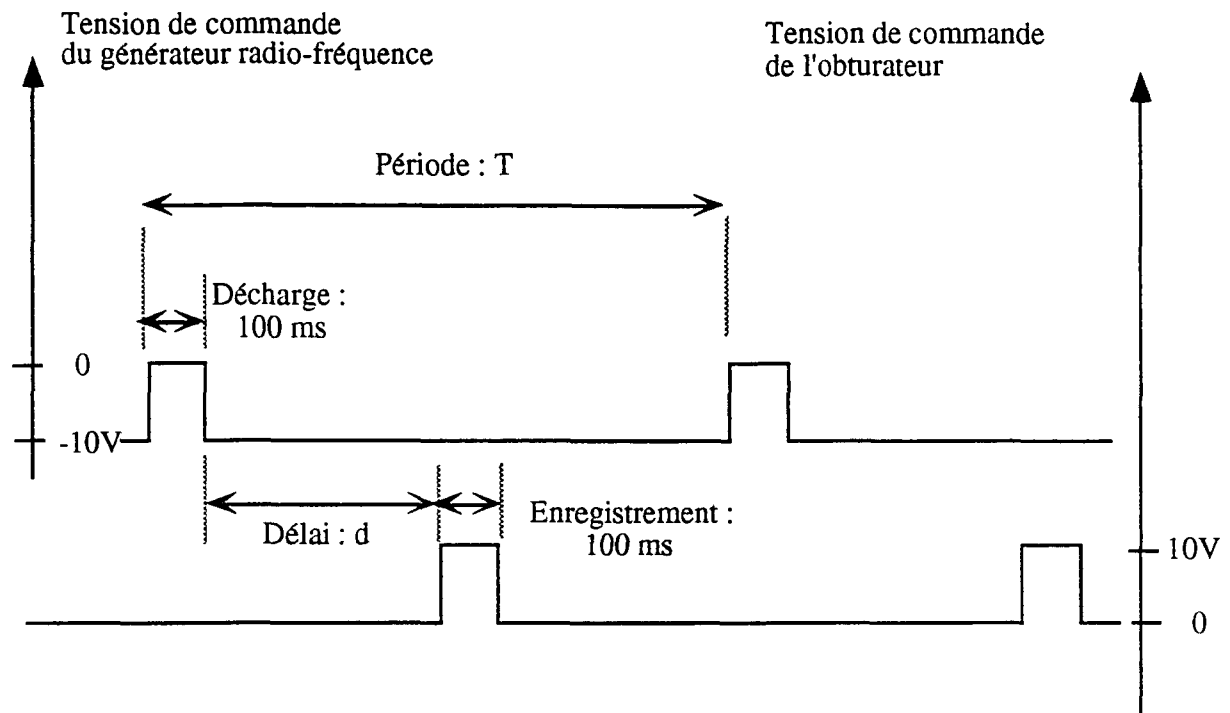 Tension de commande
du générateur radio-fréquence
Tension de commande
de l'obturateur
Période : T
Décharge :
100 ms
0
-10V
Délai : d
Enregistrement :
100 ms
10V
0